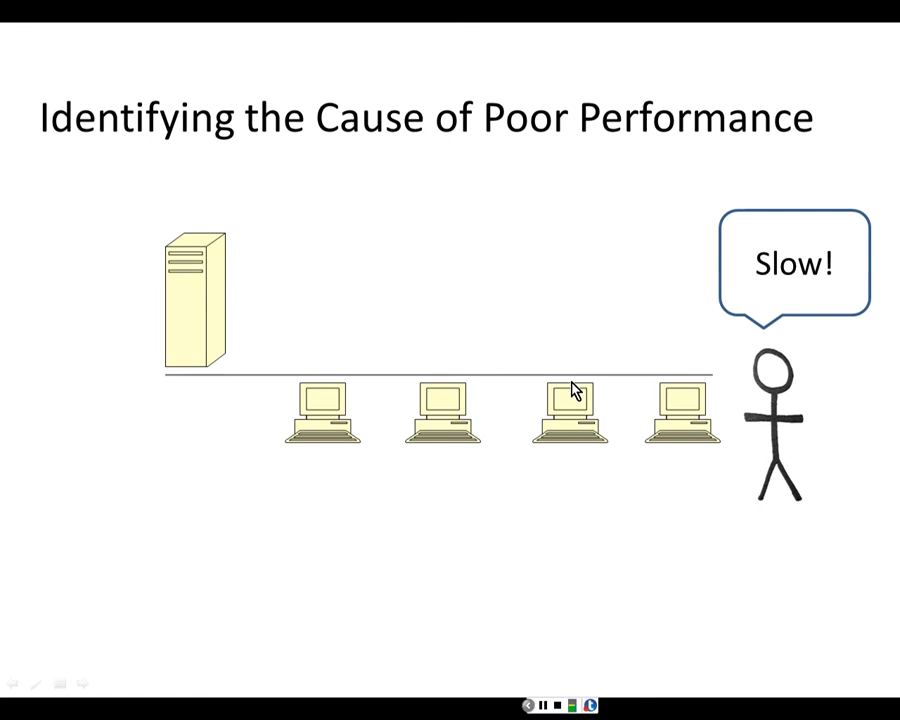 Identifying the Cause of Poor Performance
Slow!